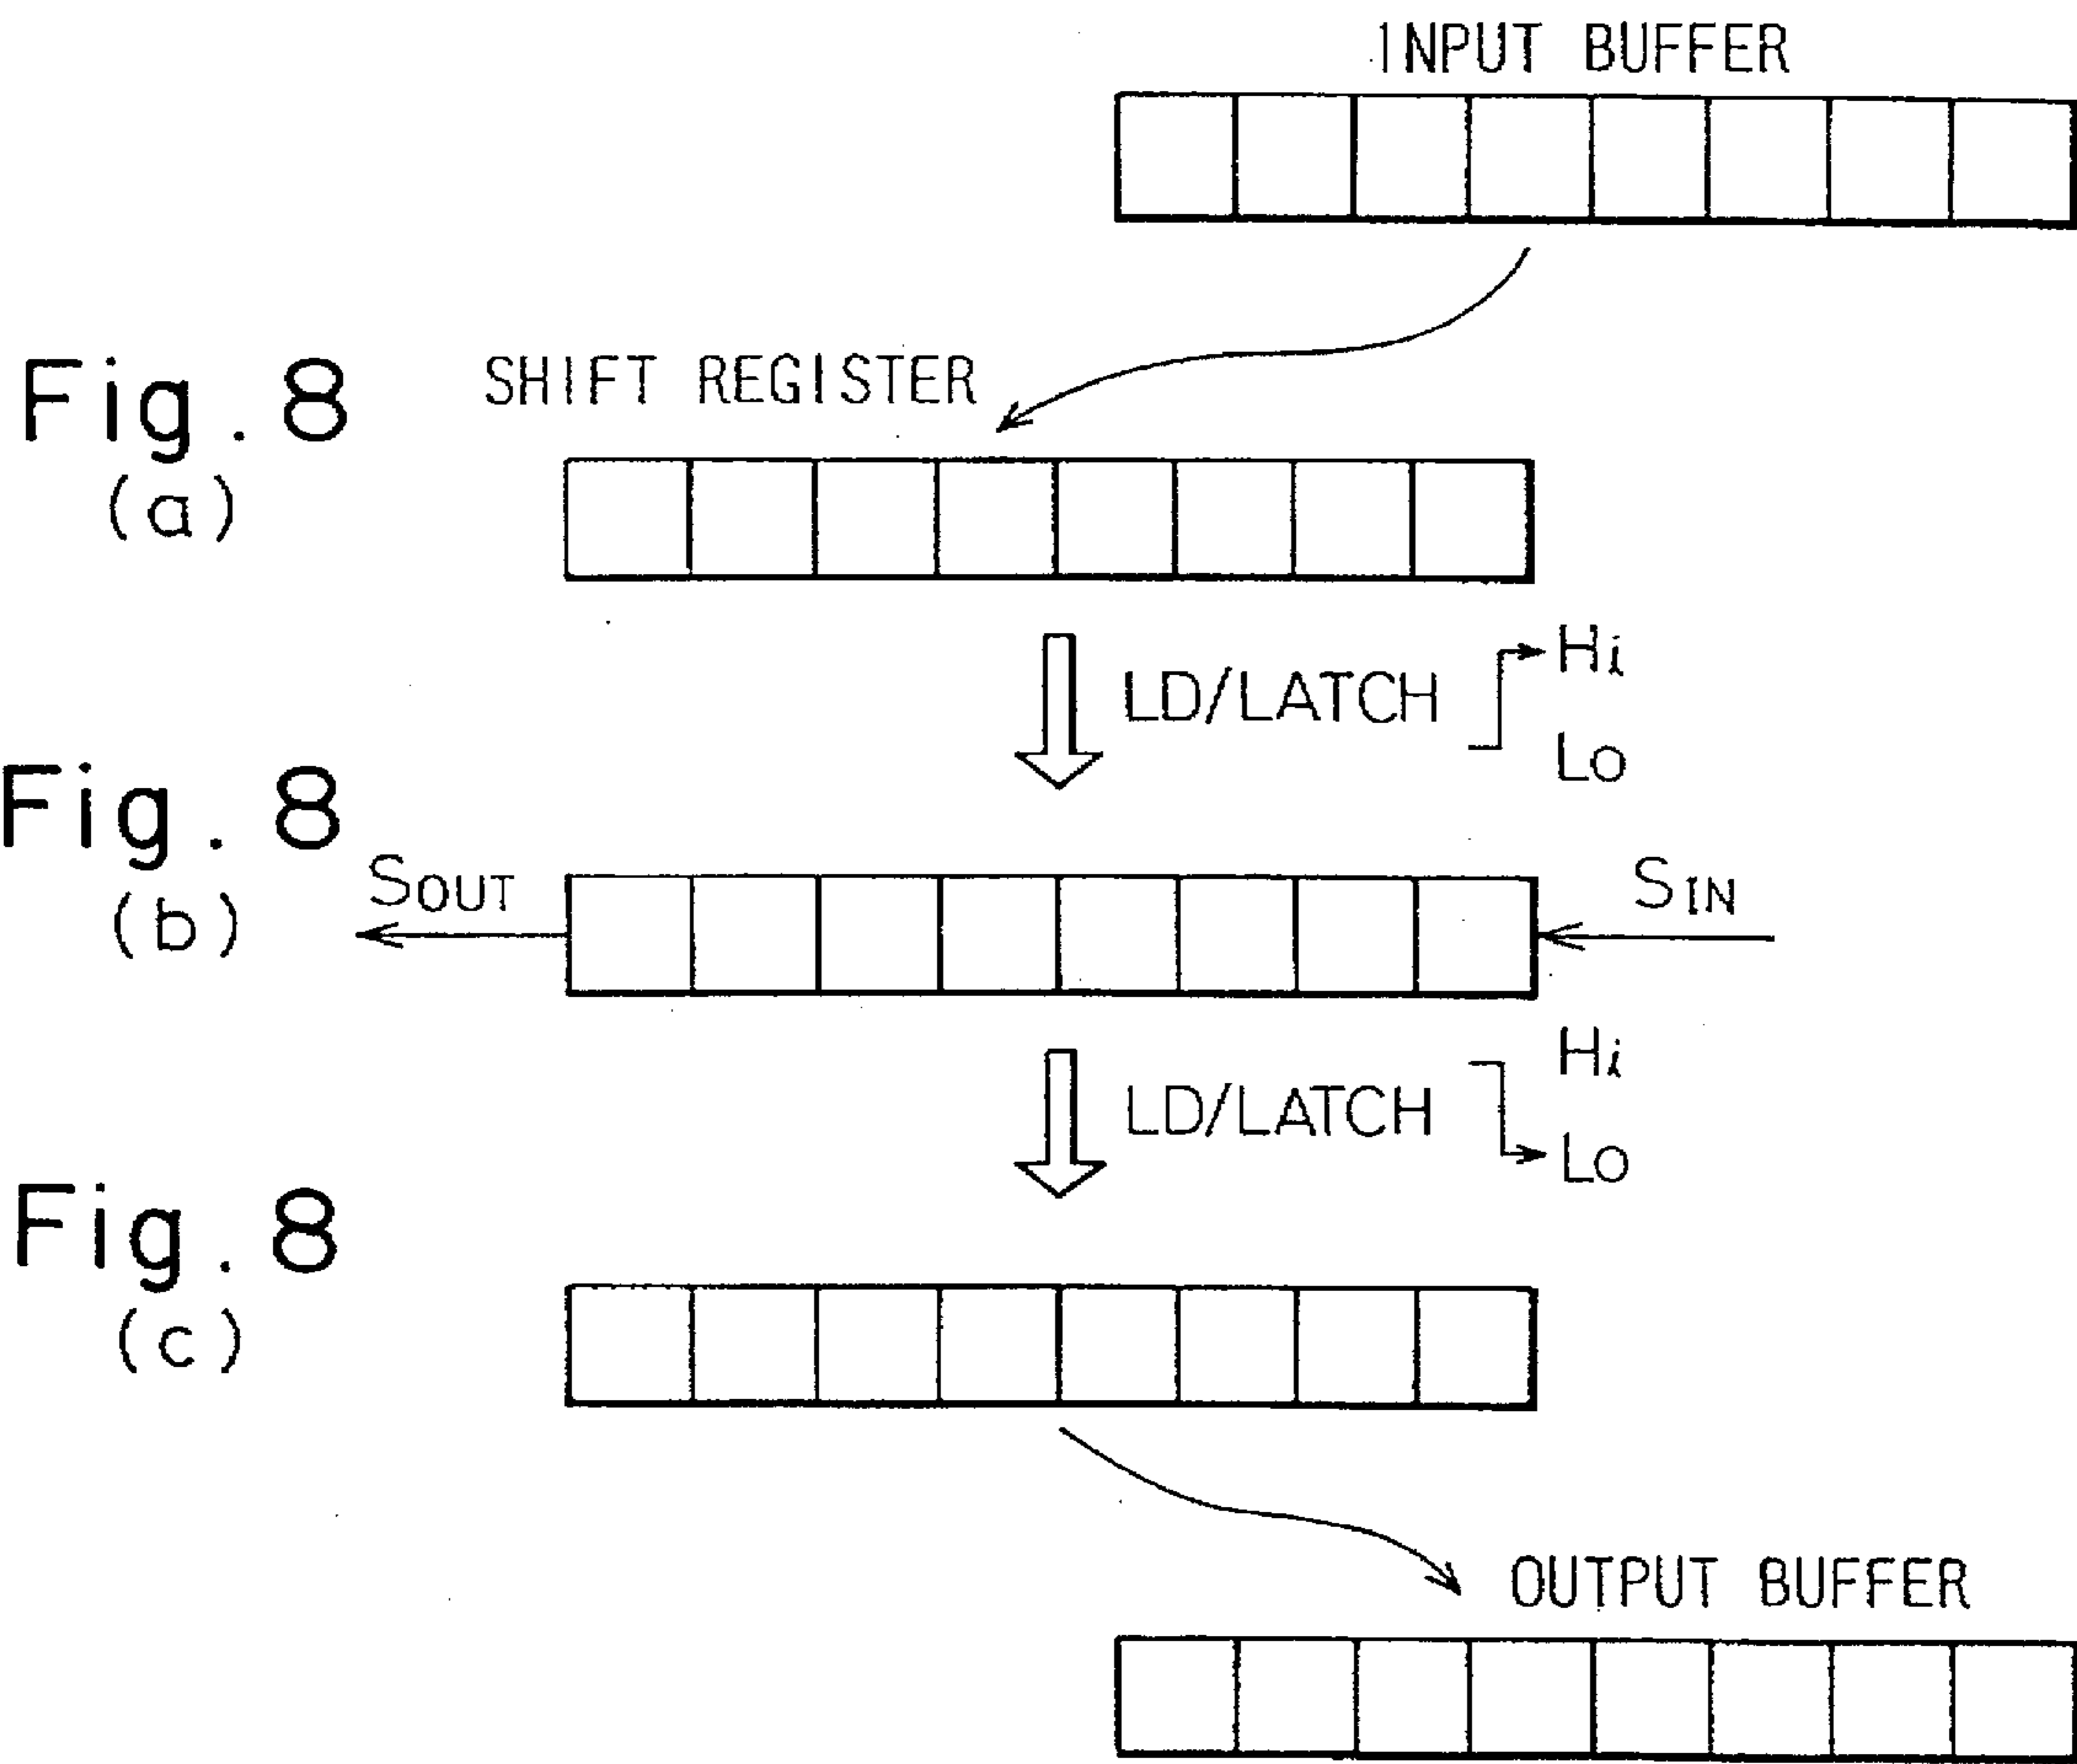 INPUT BUFFER
Fig. 8
(a)
SHIFT REGISTER
LD/LATCH
Hi
Lo
Fig. 8
(b)
SOUT
SIN
LD/LATCH
Hi
Lo
Fig. 8
(c)
OUTPUT BUFFER